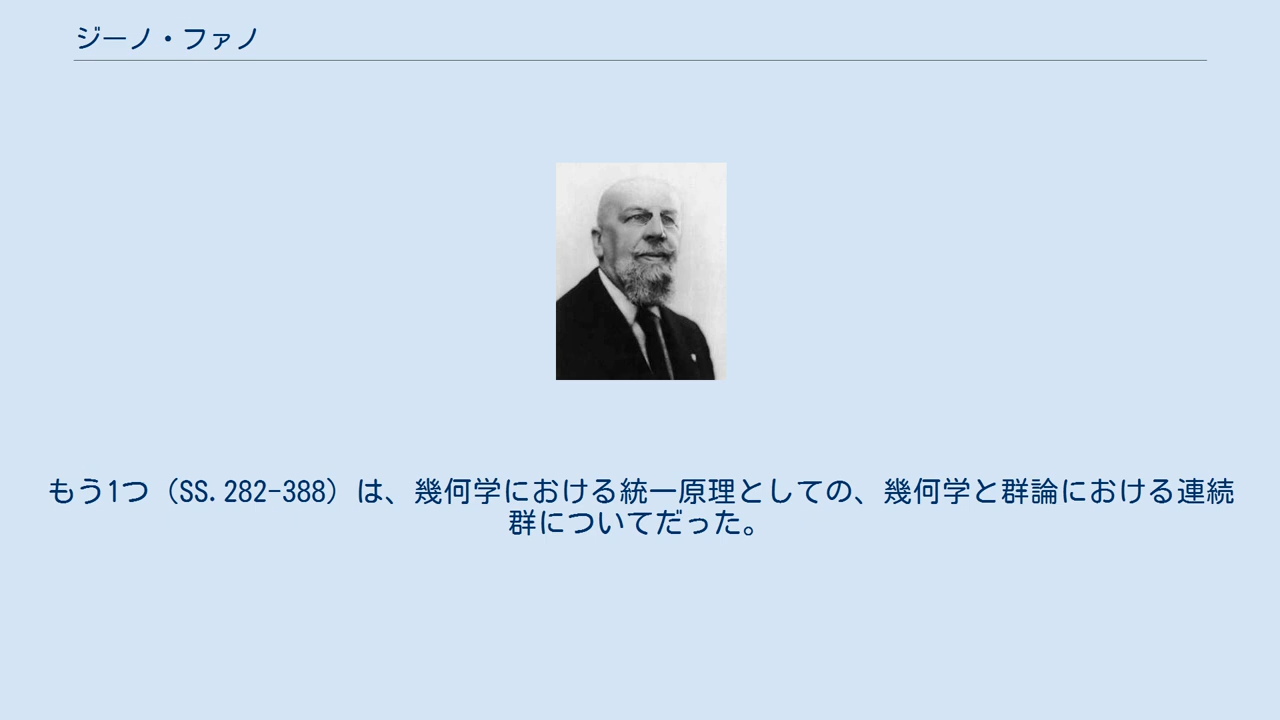 ジーノ・ファノ
もう1つ（SS.282-388）は、幾何学における統一原理としての、幾何学と群論における連続
群についてだった。